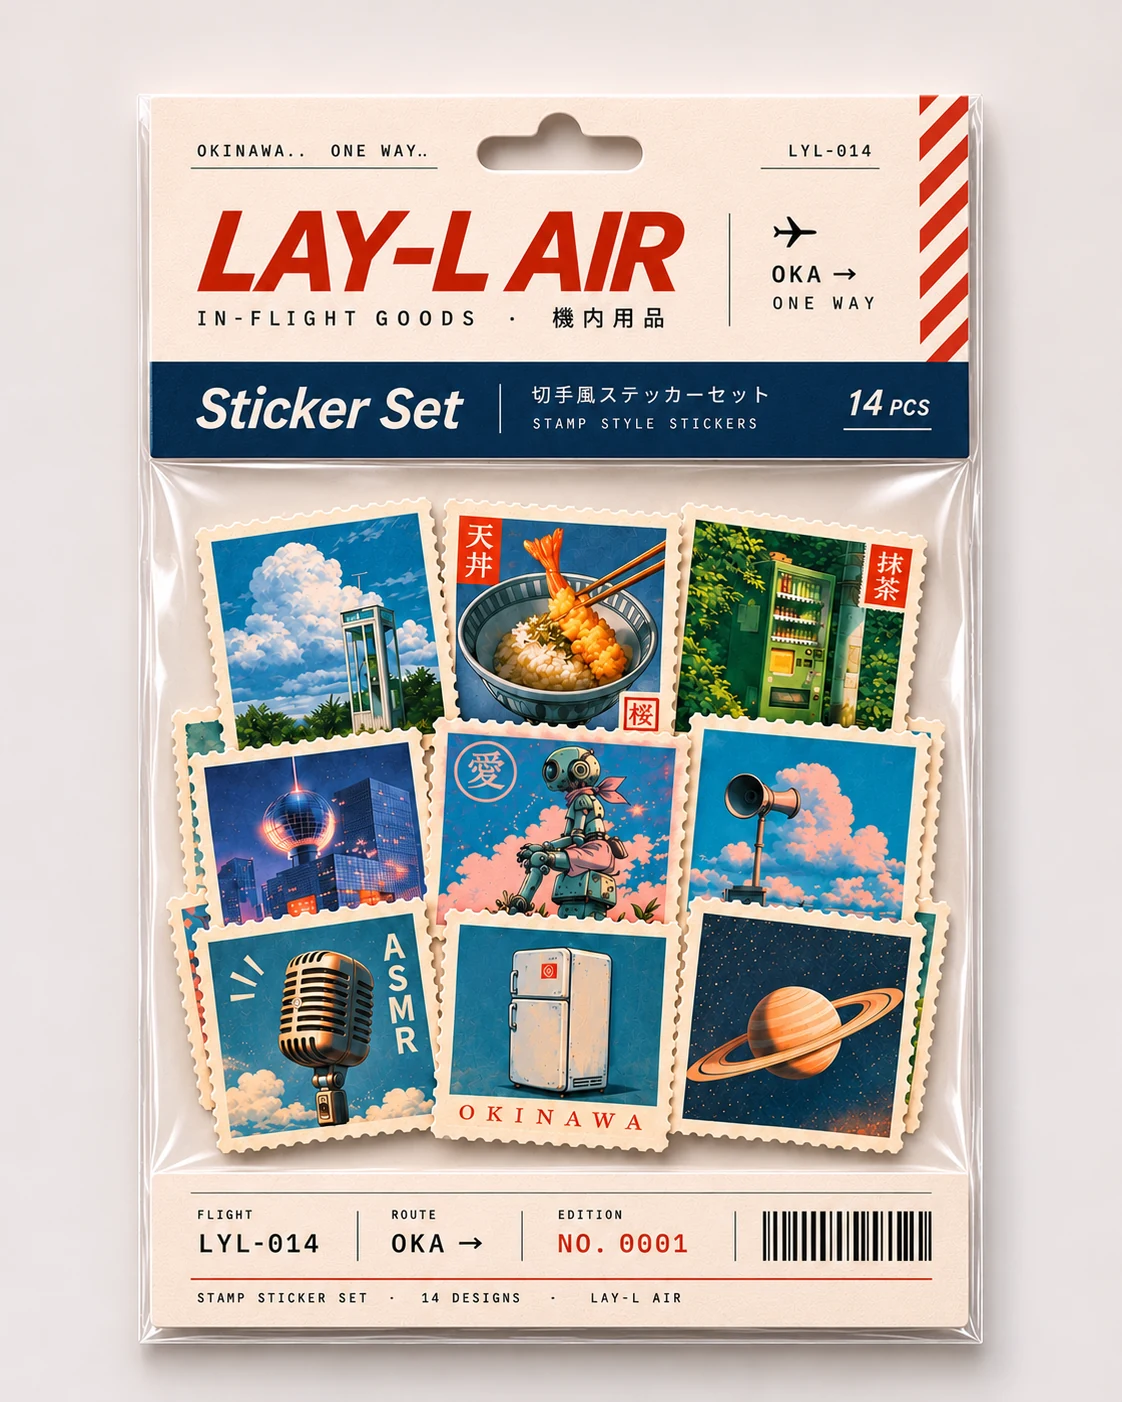 OKINAWA.. ONE WAY..
LYL-014
LAY-L AIR
IN-FLIGHT GOODS · 機内用品
OKA →
ONE WAY
Sticker Set
切手風ステッカーセット
STAMP STYLE STICKERS
14 PCS
天丼
桜
抹茶
愛
ASMR
OKINAWA
FLIGHT
LYL-014
ROUTE
OKA →
EDITION
NO. 0001
STAMP STICKER SET · 14 DESIGNS · LAY-L AIR